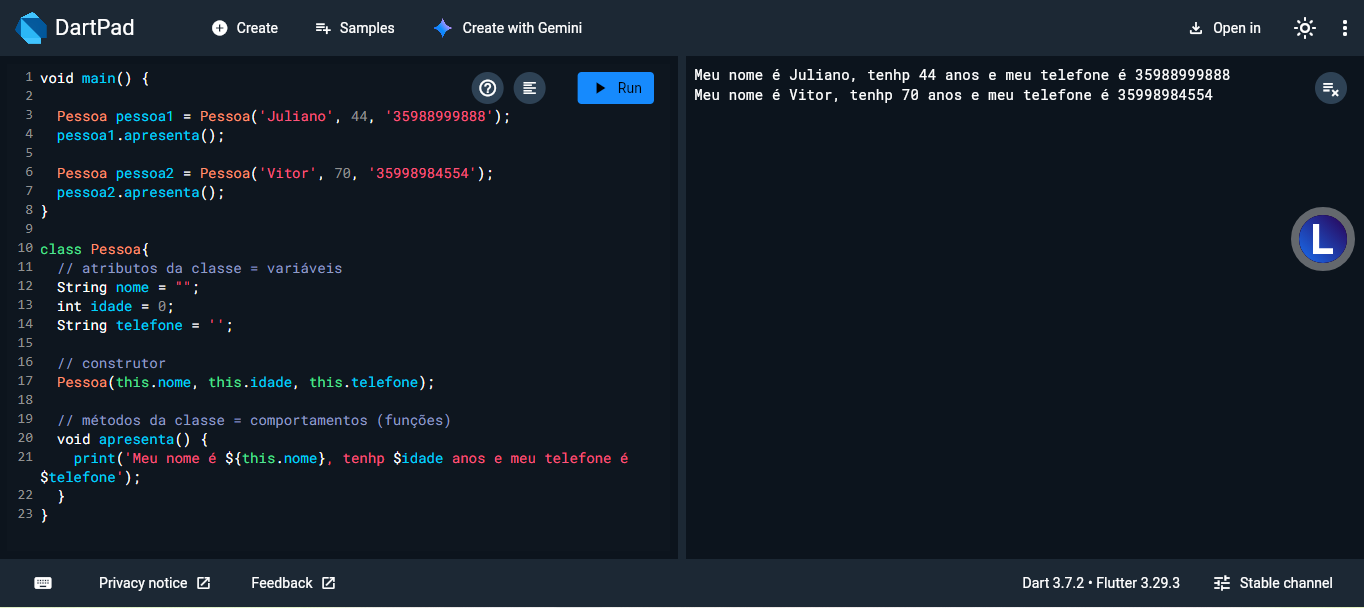 DartPad
Create
Samples
Create with Gemini
Open in
Run
1 void main() {
2
3   Pessoa pessoa1 = Pessoa('Juliano', 44, '35988999888');
4   pessoa1.apresenta();
5
6   Pessoa pessoa2 = Pessoa('Vitor', 70, '35998984554');
7   pessoa2.apresenta();
8 }
9
10 class Pessoa{
11   // atributos da classe = variáveis
12   String nome = "";
13   int idade = 0;
14   String telefone = '';
15
16   // construtor
17   Pessoa(this.nome, this.idade, this.telefone);
18
19   // métodos da classe = comportamentos (funções)
20   void apresenta() {
21     print('Meu nome é ${this.nome}, tenhp $idade anos e meu telefone é
$telefone');
22   }
23 }
Meu nome é Juliano, tenhp 44 anos e meu telefone é 35988999888
Meu nome é Vitor, tenhp 70 anos e meu telefone é 35998984554
L
Privacy notice
Feedback
Dart 3.7.2 • Flutter 3.29.3
Stable channel